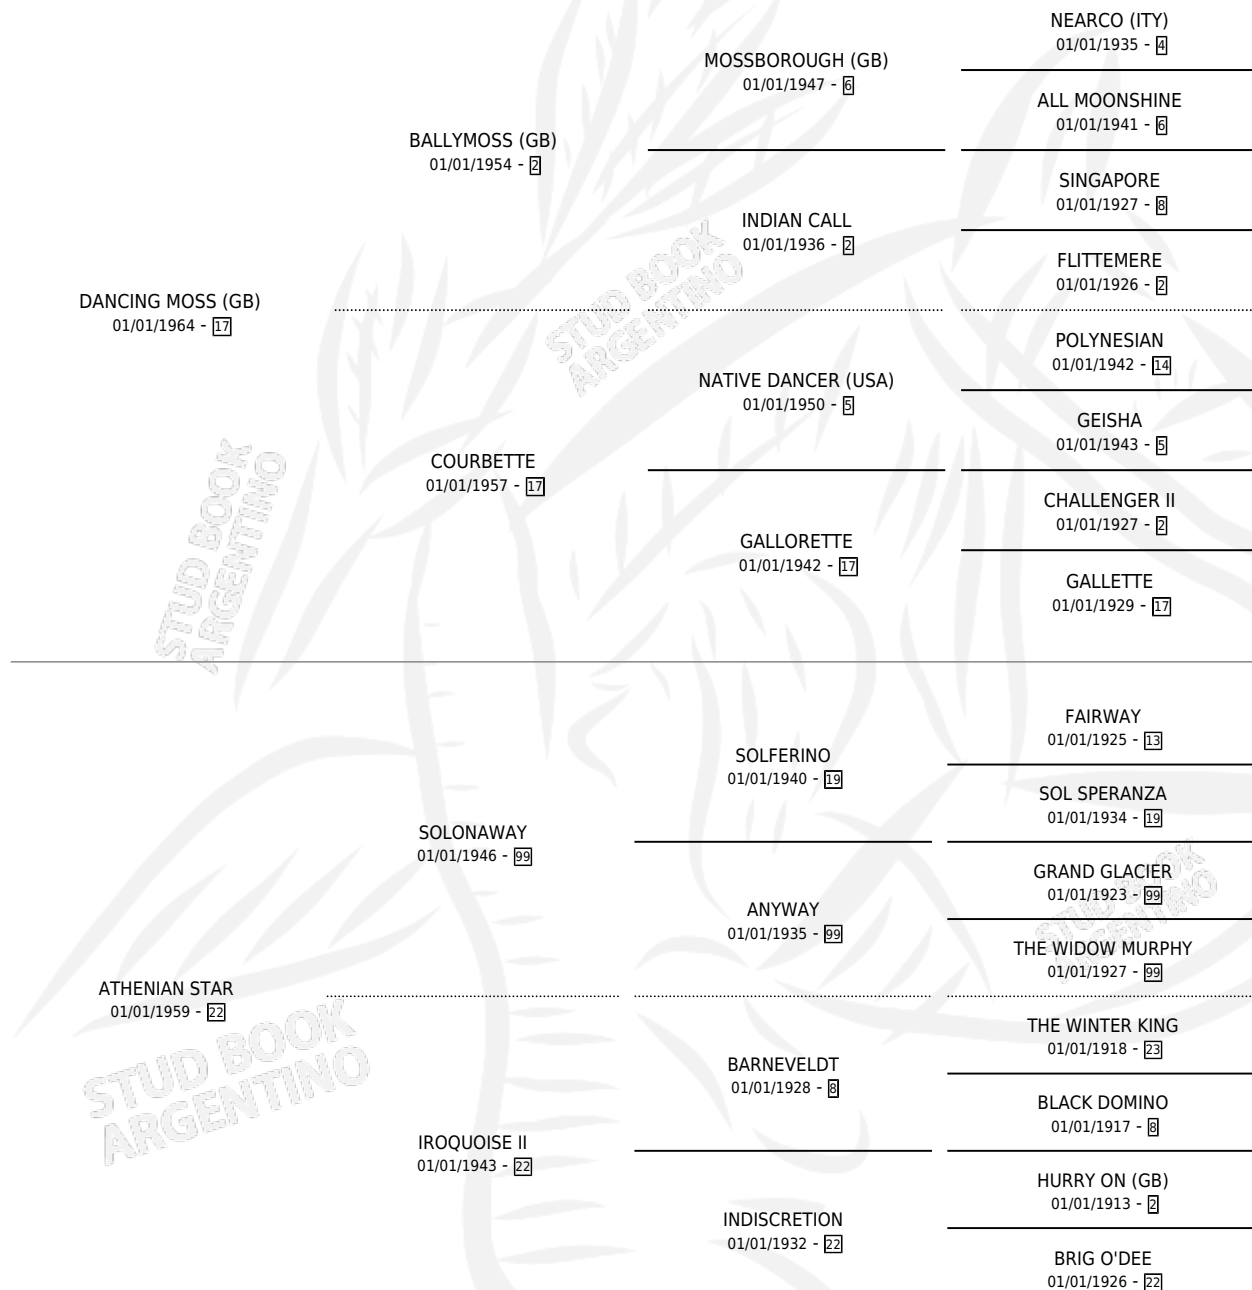 NEARCO (ITY)
01/01/1935 - 4
MOSSBOROUGH (GB)
01/01/1947 - 6
ALL MOONSHINE
01/01/1941 - 6
BALLYMOSS (GB)
01/01/1954 - 2
SINGAPORE
01/01/1927 - 8
INDIAN CALL
01/01/1936 - 2
FLITTEMERE
01/01/1926 - 2
DANCING MOSS (GB)
01/01/1964 - 17
STUD BOOK
ARGENTINO
POLYNESIAN
01/01/1942 - 14
NATIVE DANCER (USA)
01/01/1950 - 5
GEISHA
01/01/1943 - 5
COURBETTE
01/01/1957 - 17
CHALLENGER II
01/01/1927 - 2
GALLORETTE
01/01/1942 - 17
GALLETTE
01/01/1929 - 17
STUD BOOK
ARGENTINO
FAIRWAY
01/01/1925 - 13
SOLFERINO
01/01/1940 - 19
SOL SPERANZA
01/01/1934 - 19
SOLONAWAY
01/01/1946 - 99
GRAND GLACIER
01/01/1923 - 99
ANYWAY
01/01/1935 - 99
THE WIDOW MURPHY
01/01/1927 - 99
STUD BOOK
ARGENTINO
ATHENIAN STAR
01/01/1959 - 22
THE WINTER KING
01/01/1918 - 23
BARNEVELDT
01/01/1928 - 8
BLACK DOMINO
01/01/1917 - 8
STUD BOOK
ARGENTINO
IROQUOISE II
01/01/1943 - 22
HURRY ON (GB)
01/01/1913 - 2
INDISCRETION
01/01/1932 - 22
BRIG O'DEE
01/01/1926 - 22